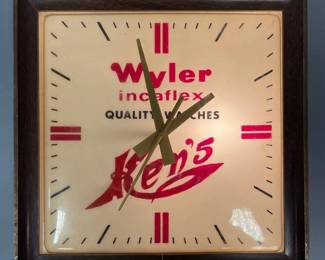 Wyler
incaflex
QUALITY WATCHES
Ken's